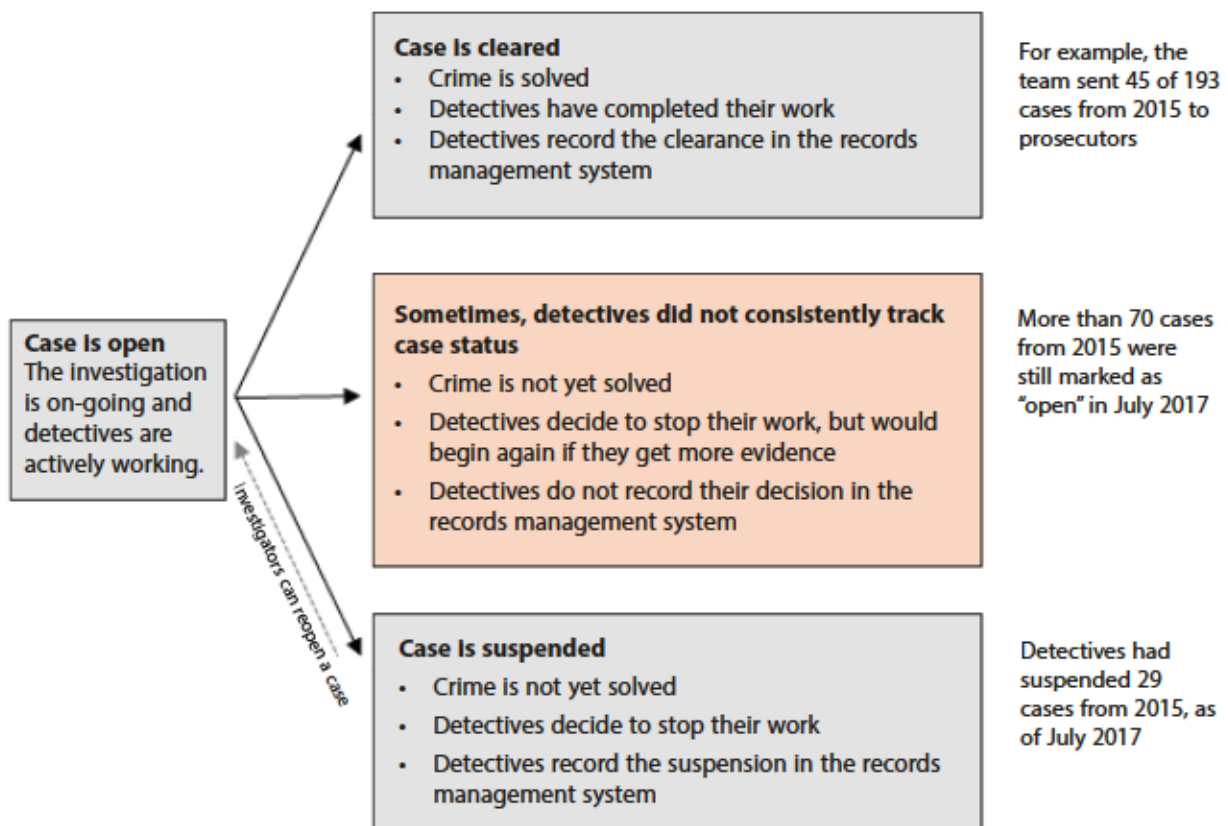 Case is cleared
• Crime is solved
• Detectives have completed their work
• Detectives record the clearance in the records
management system
For example, the
team sent 45 of 193
cases from 2015 to
prosecutors
Case is open
The investigation
is on-going and
detectives are
actively working.
investigators can reopen a case
Sometimes, detectives did not consistently track
case status
• Crime is not yet solved
• Detectives decide to stop their work, but would
begin again if they get more evidence
• Detectives do not record their decision in the
records management system
More than 70 cases
from 2015 were
still marked as
“open” in July 2017
Case is suspended
• Crime is not yet solved
• Detectives decide to stop their work
• Detectives record the suspension in the records
management system
Detectives had
suspended 29
cases from 2015, as
of July 2017